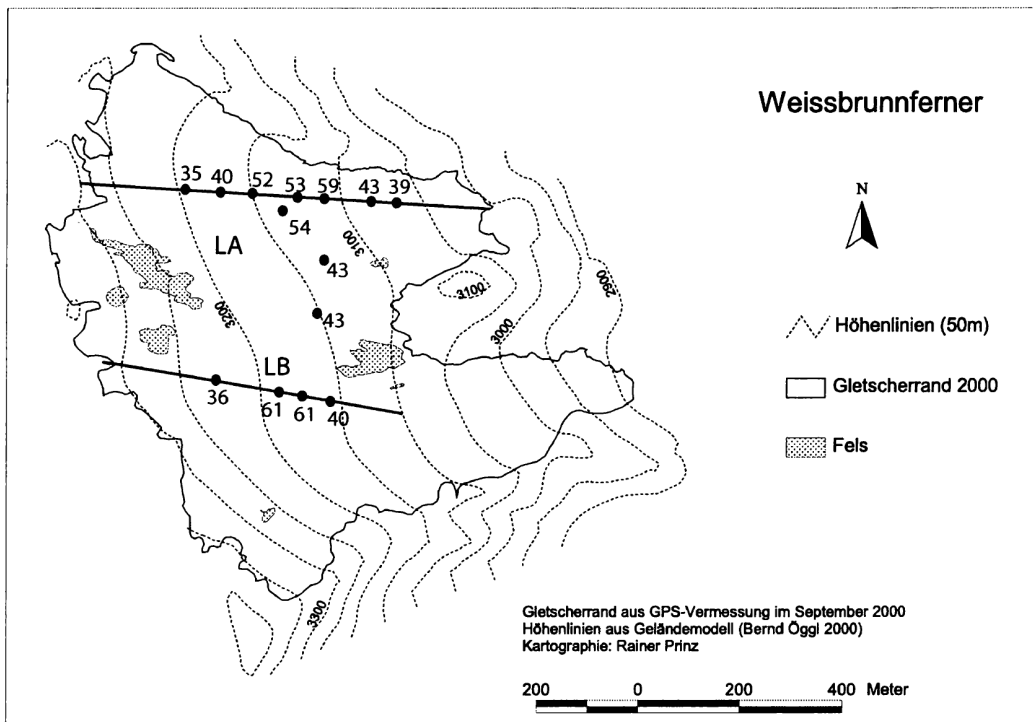 Weissbrunnferner
N
35 40 52 53 59 43 39
54
LA
3100
43
3100
2900
3200
43
3000
LB
36 61 61 40
3300
Höhenlinien (50m)
Gletscherrand 2000
Fels
Gletscherrand aus GPS-Vermessung im September 2000
Höhenlinien aus Geländemodell (Bernd Öggl 2000)
Kartographie: Rainer Prinz
200 0 200 400 Meter